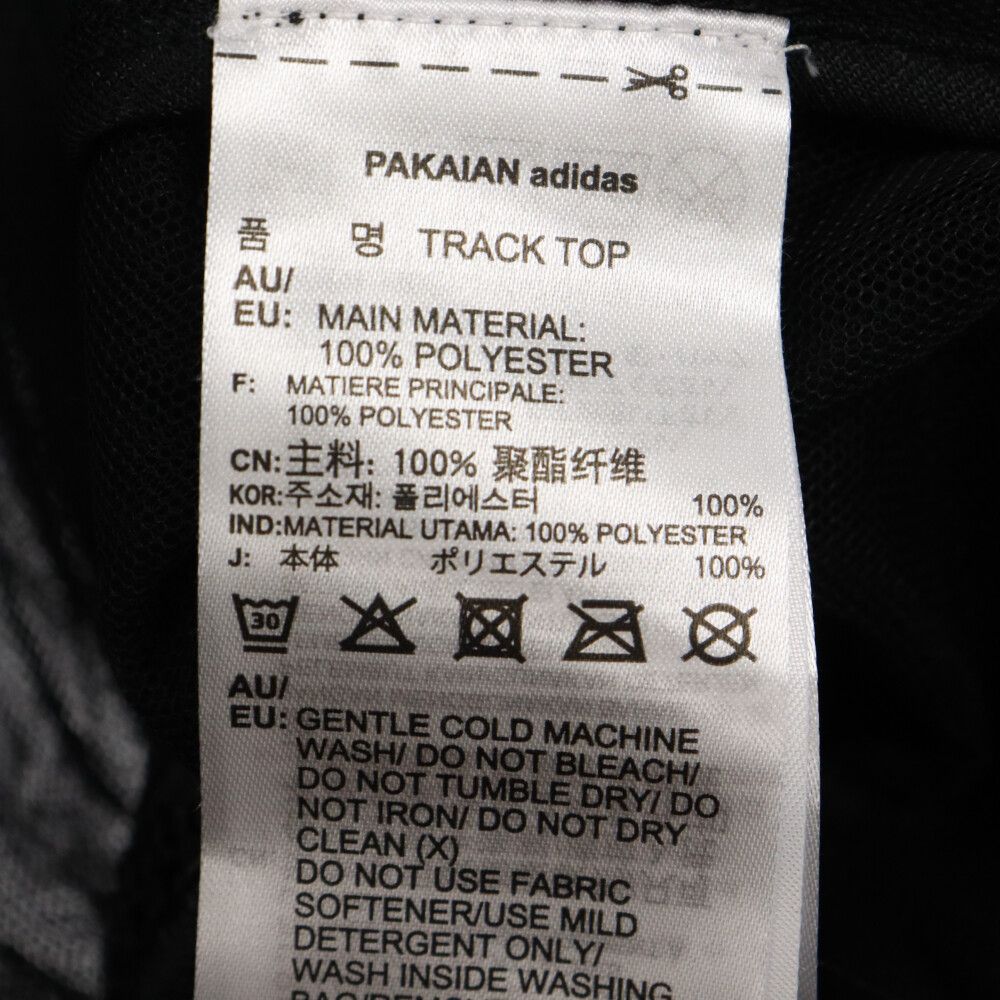 PAKAIAN adidas
품 명 TRACK TOP
AU/
EU: MAIN MATERIAL:
100% POLYESTER
F: MATIERE PRINCIPALE:
100% POLYESTER
CN:主料: 100% 聚酯纤维
KOR:주소재: 폴리에스터 100%
IND:MATERIAL UTAMA: 100% POLYESTER
J: 本体 ポリエステル 100%
30
AU/
EU: GENTLE COLD MACHINE
WASH/ DO NOT BLEACH/
DO NOT TUMBLE DRY/ DO
NOT IRON/ DO NOT DRY
CLEAN (X)
DO NOT USE FABRIC
SOFTENER/USE MILD
DETERGENT ONLY/
WASH INSIDE WASHING